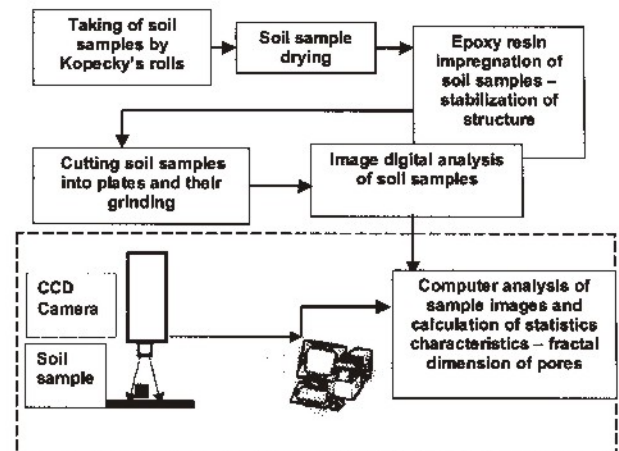 Taking of soil
samples by
Kopecky's rolls
Soil sample
drying
Epoxy resin
impregnation of
soil samples –
stabilization of
structure
Cutting soil samples
into plates and their
grinding
Image digital analysis
of soil samples
CCD
Camera
Soil
sample
Computer analysis of
sample images and
calculation of statistics
characteristics – fractal
dimension of pores